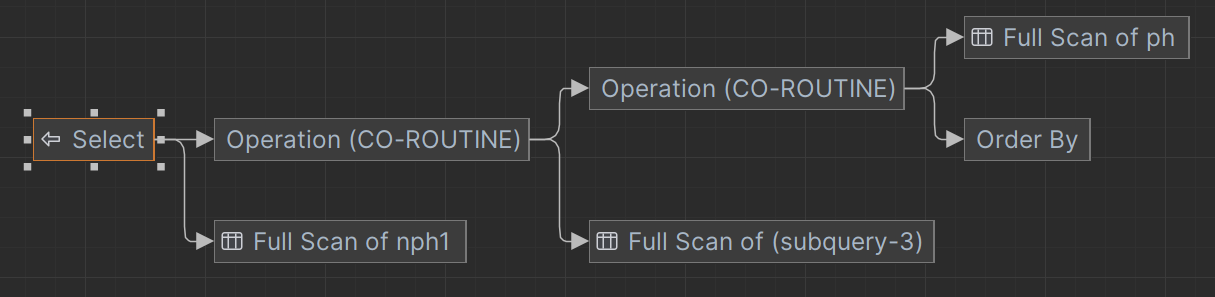 Full Scan of ph
Operation (CO-ROUTINE)
Select
Operation (CO-ROUTINE)
Order By
Full Scan of nph1
Full Scan of (subquery-3)